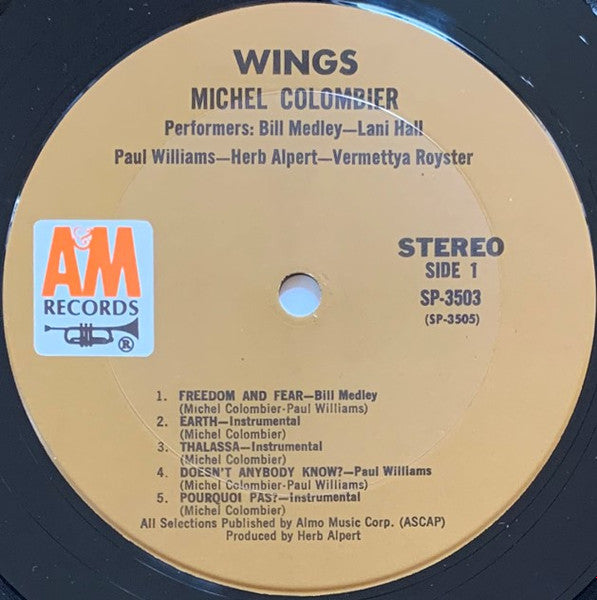 WINGS
MICHEL COLOMBIER
Performers: Bill Medley—Lani Hall
Paul Williams—Herb Alpert—Vermettya Royster
A&M
RECORDS
®
STEREO
SIDE 1
SP-3503
(SP-3505)
1. FREEDOM AND FEAR—Bill Medley
(Michel Colombier-Paul Williams)
2. EARTH—Instrumental
(Michel Colombier)
3. THALASSA—Instrumental
(Michel Colombier)
4. DOESN'T ANYBODY KNOW?—Paul Williams
(Michel Colombier-Paul Williams)
5. POURQUOI PAS?—Instrumental
(Michel Colombier)
All Selections Published by Almo Music Corp. (ASCAP)
Produced by Herb Alpert